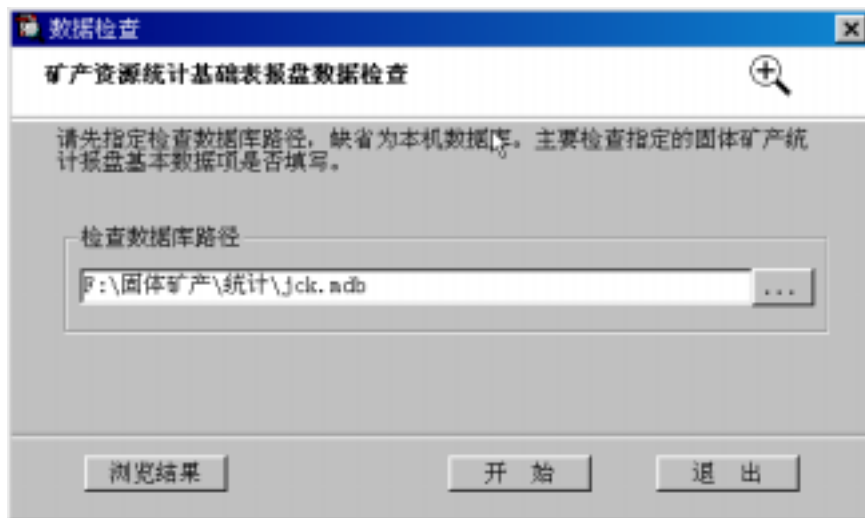 数据检查
矿产资源统计基础表报盘数据检查
请先指定检查数据库路径，缺省为本机数据库。主要检查指定的固体矿产统
计报盘基本数据项是否填写。
检查数据库路径
F:\固体矿产\统计\jck.mdb
...
浏览结果
开 始
退 出